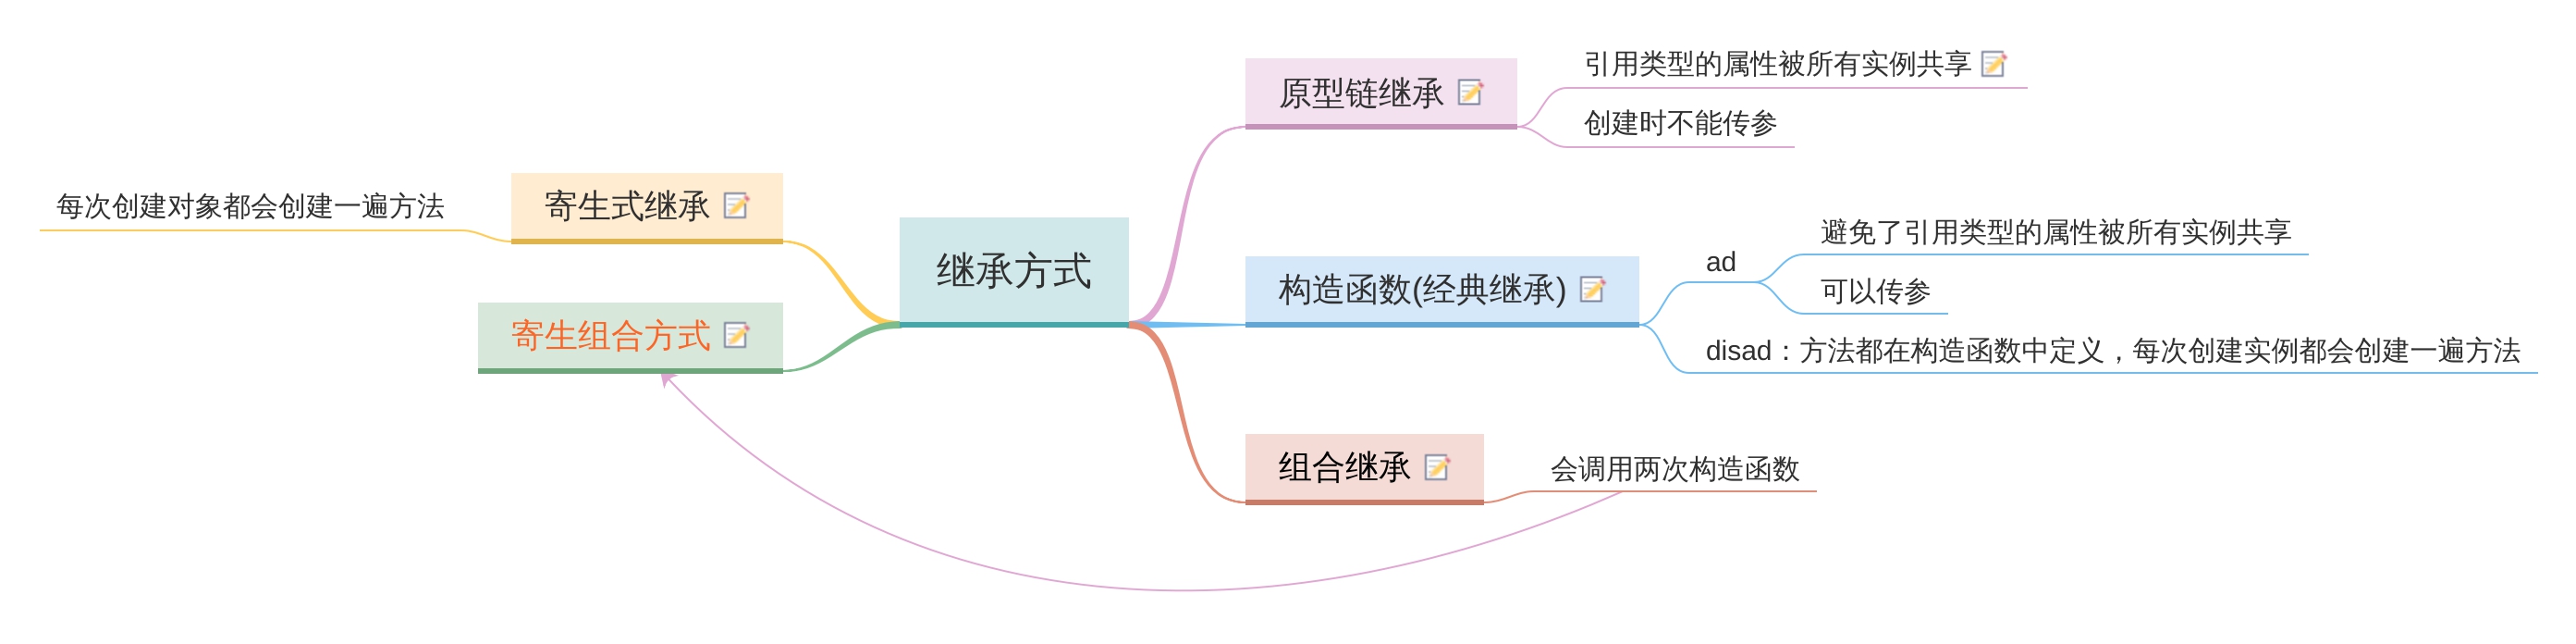 继承方式
原型链继承
引用类型的属性被所有实例共享
创建时不能传参
构造函数(经典继承)
ad
避免了引用类型的属性被所有实例共享
可以传参
disad：方法都在构造函数中定义，每次创建实例都会创建一遍方法
组合继承
会调用两次构造函数
寄生式继承
每次创建对象都会创建一遍方法
寄生组合方式